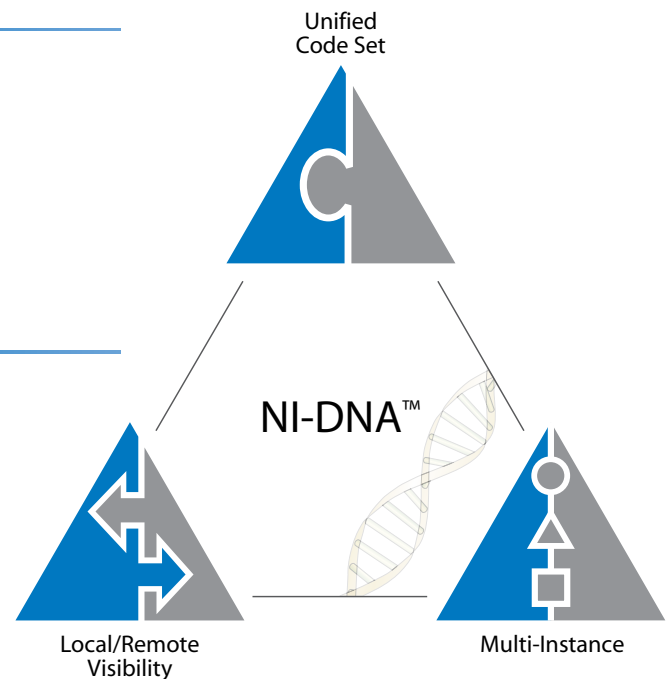 Unified
Code Set
NI-DNA™
Local/Remote
Visibility
Multi-Instance